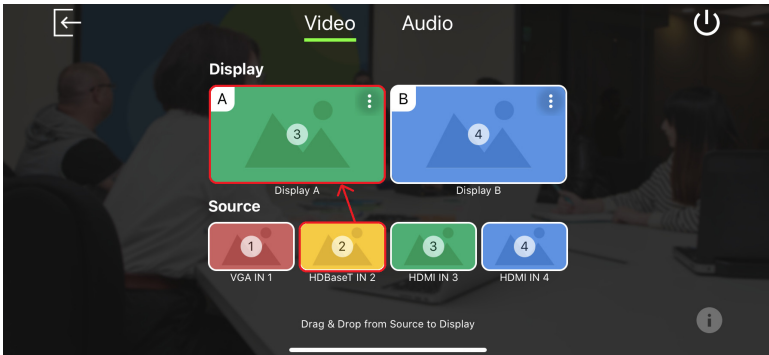 Video Audio
Display
A
3
B
4
Display A Display B
Source
1
2
3
4
VGA IN 1 HDBaseT IN 2 HDMI IN 3 HDMI IN 4
Drag & Drop from Source to Display
i